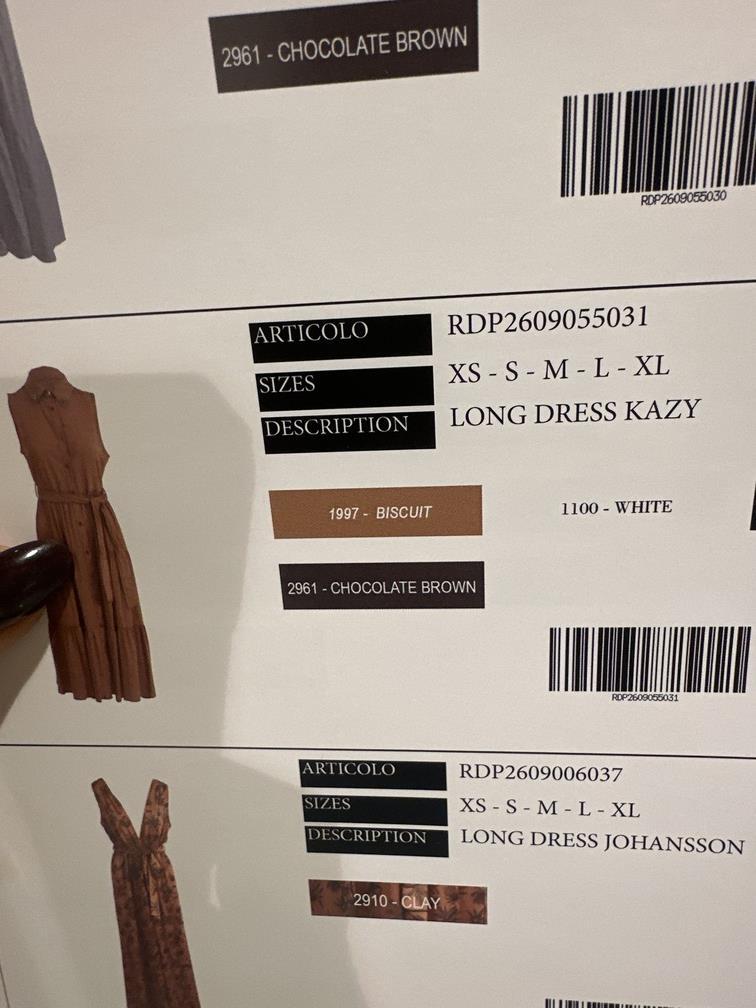 2961 - CHOCOLATE BROWN
RDP2609055030
ARTICOLO RDP2609055031
SIZES XS - S - M - L - XL
DESCRIPTION LONG DRESS KAZY
1997 - BISCUIT 1100 - WHITE
2961 - CHOCOLATE BROWN
RDP2609055031
ARTICOLO RDP2609006037
SIZES XS - S - M - L - XL
DESCRIPTION LONG DRESS JOHANSSON
2910 - CLAY